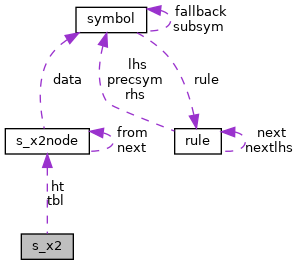 symbol
fallback
subsym
data
lhs
precsym
rhs
rule
s_x2node
from
next
rule
next
nextlhs
ht
tbl
s_x2